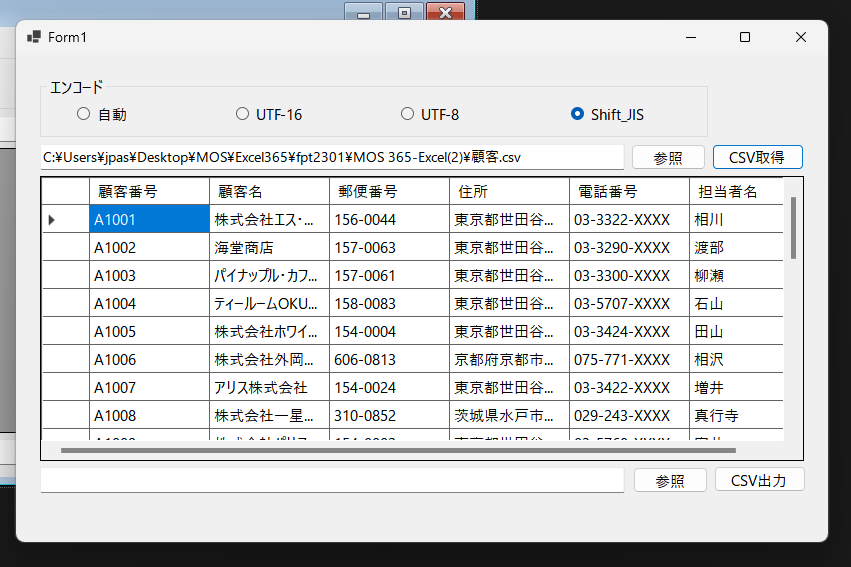 Form1
エンコード
自動 UTF-16 UTF-8 Shift_JIS
C:¥Users¥jpas¥Desktop¥MOS¥Excel365¥fpt2301¥MOS 365-Excel(2)¥顧客.csv 参照 CSV取得
顧客番号 顧客名 郵便番号 住所 電話番号 担当者名
A1001 株式会社エス・... 156-0044 東京都世田谷... 03-3322-XXXX 相川
A1002 海堂商店 157-0063 東京都世田谷... 03-3290-XXXX 渡部
A1003 パイナップル・カフ... 157-0061 東京都世田谷... 03-3300-XXXX 柳瀬
A1004 ティールームOKU... 158-0083 東京都世田谷... 03-5707-XXXX 石山
A1005 株式会社ホワイ... 154-0004 東京都世田谷... 03-3424-XXXX 田山
A1006 株式会社外岡... 606-0813 京都府京都市... 075-771-XXXX 相沢
A1007 アリス株式会社 154-0024 東京都世田谷... 03-3422-XXXX 増井
A1008 株式会社一星... 310-0852 茨城県水戸市... 029-243-XXXX 真行寺
参照 CSV出力